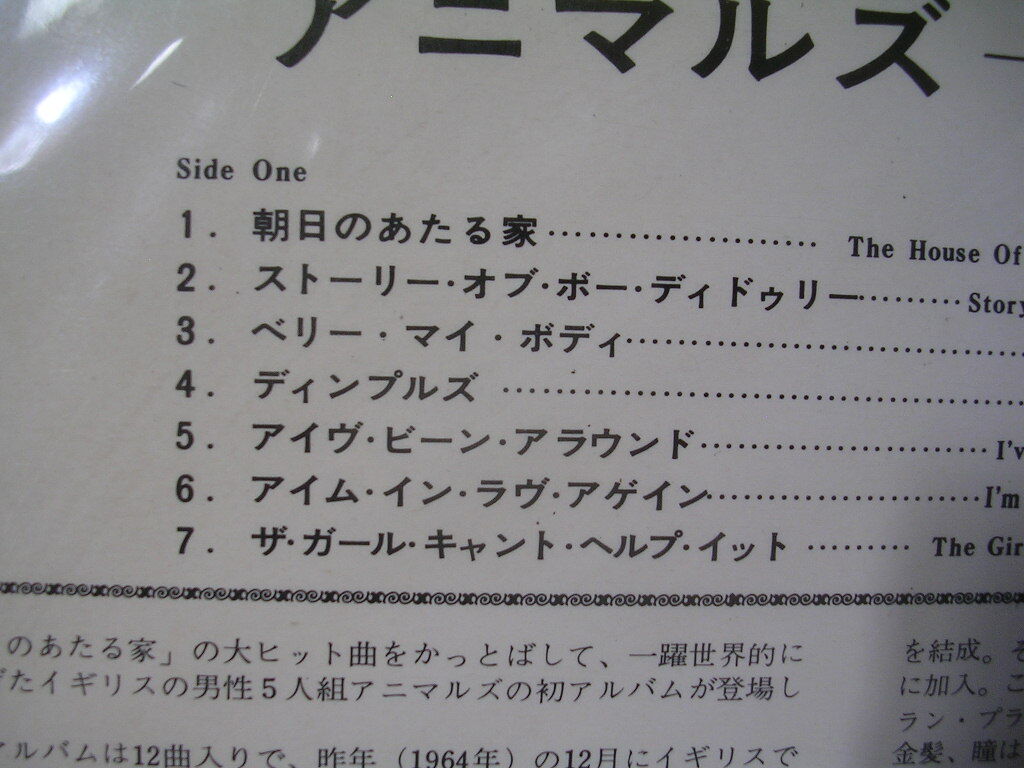 アニマルズ
Side One
1. 朝日のあたる家…………………… The House Of
2. ストーリー・オブ・ボー・ディドゥリー………Story
3. ベリー・マイ・ボディ………………………………
4. ディンプルズ ………………………………………
5. アイヴ・ビーン・アラウンド……………………… I'v
6. アイム・イン・ラヴ・アゲイン……………………I'm
7. ザ・ガール・キャント・ヘルプ・イット ……… The Gir
のあたる家」の大ヒット曲をかっとばして、一躍世界的に
たイギリスの男性5人組アニマルズの初アルバムが登場し
アルバムは12曲入りで、昨年(1964年)の12月にイギリスで
を結成。そ
に加入。こ
ラン・プラ
金髪、瞳は